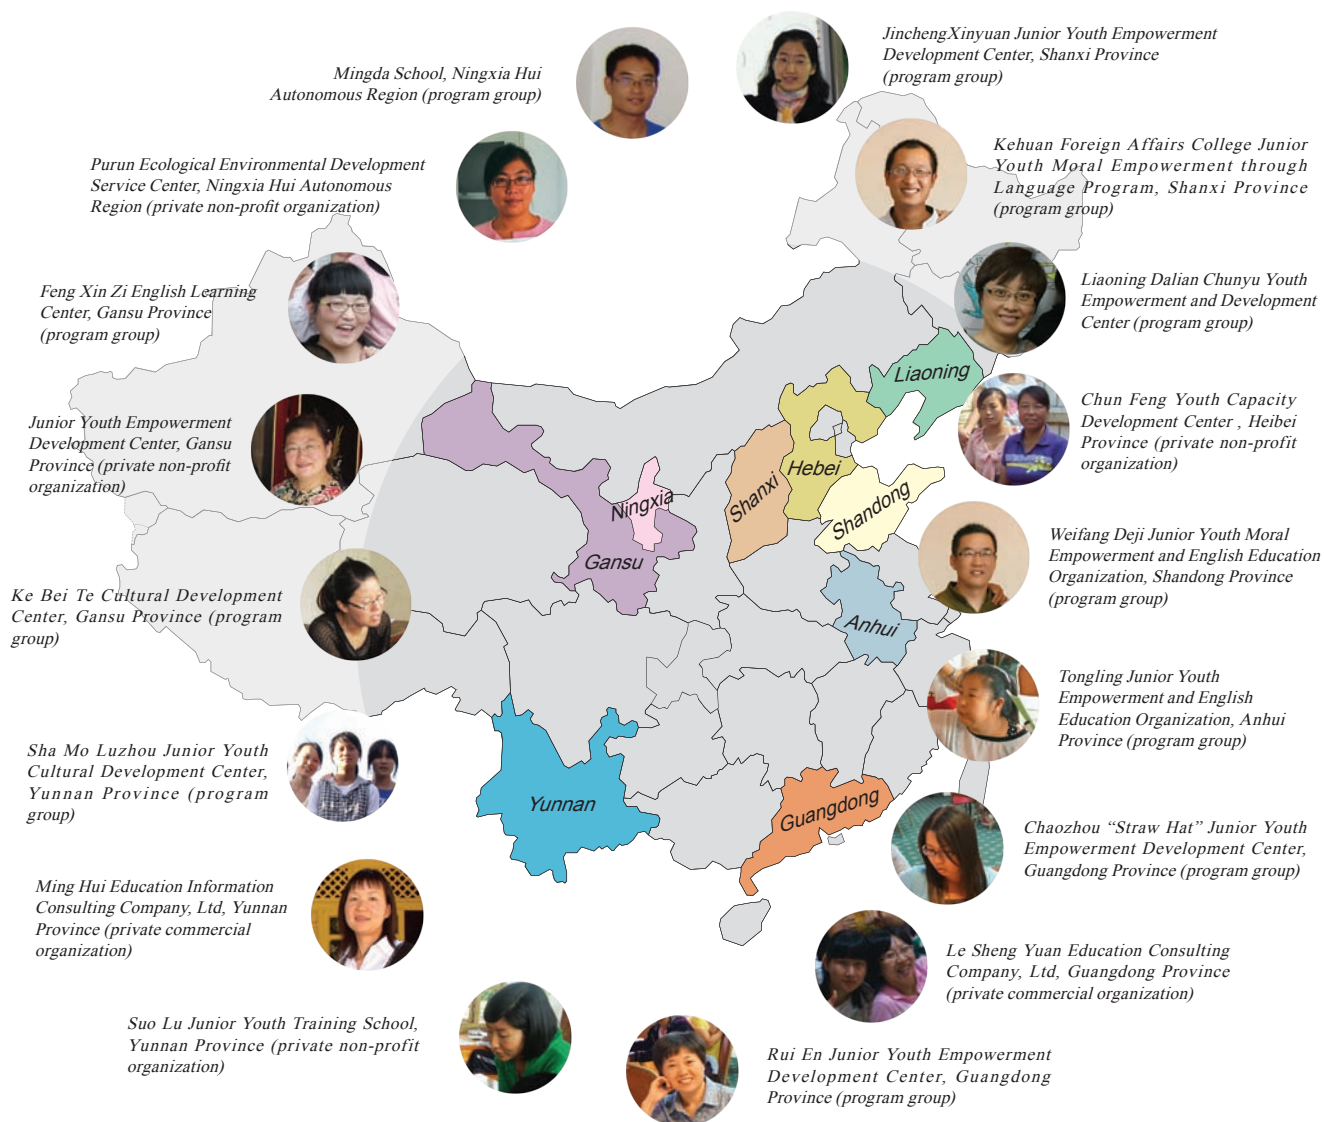 JinchengXinyuan Junior Youth Empowerment
Development Center, Shanxi Province
(program group)
Mingda School, Ningxia Hui
Autonomous Region (program group)
Kehuan Foreign Affairs College Junior
Youth Moral Empowerment through
Language Program, Shanxi Province
(program group)
Purun Ecological Environmental Development
Service Center, Ningxia Hui Autonomous
Region (private non-profit organization)
Feng Xin Zi English Learning
Center, Gansu Province
(program group)
Liaoning Dalian Chunyu Youth
Empowerment and Development
Center (program group)
Junior Youth Empowerment
Development Center, Gansu
Province (private non-profit
organization)
Chun Feng Youth Capacity
Development Center , Heibei
Province (private non-profit
organization)
Liaoning
Hebei
Shanxi
Shandong
Ningxia
Gansu
Anhui
Yunnan
Guangdong
Weifang Deji Junior Youth Moral
Empowerment and English Education
Organization, Shandong Province
(program group)
Ke Bei Te Cultural Development
Center, Gansu Province (program
group)
Tongling Junior Youth
Empowerment and English
Education Organization, Anhui
Province (program group)
Sha Mo Luzhou Junior Youth
Cultural Development Center,
Yunnan Province (program
group)
Chaozhou “Straw Hat” Junior Youth
Empowerment Development Center,
Guangdong Province (program group)
Ming Hui Education Information
Consulting Company, Ltd, Yunnan
Province (private commercial
organization)
Le Sheng Yuan Education Consulting
Company, Ltd, Guangdong Province
(private commercial organization)
Suo Lu Junior Youth Training School,
Yunnan Province (private non-profit
organization)
Rui En Junior Youth Empowerment
Development Center, Guangdong
Province (program group)